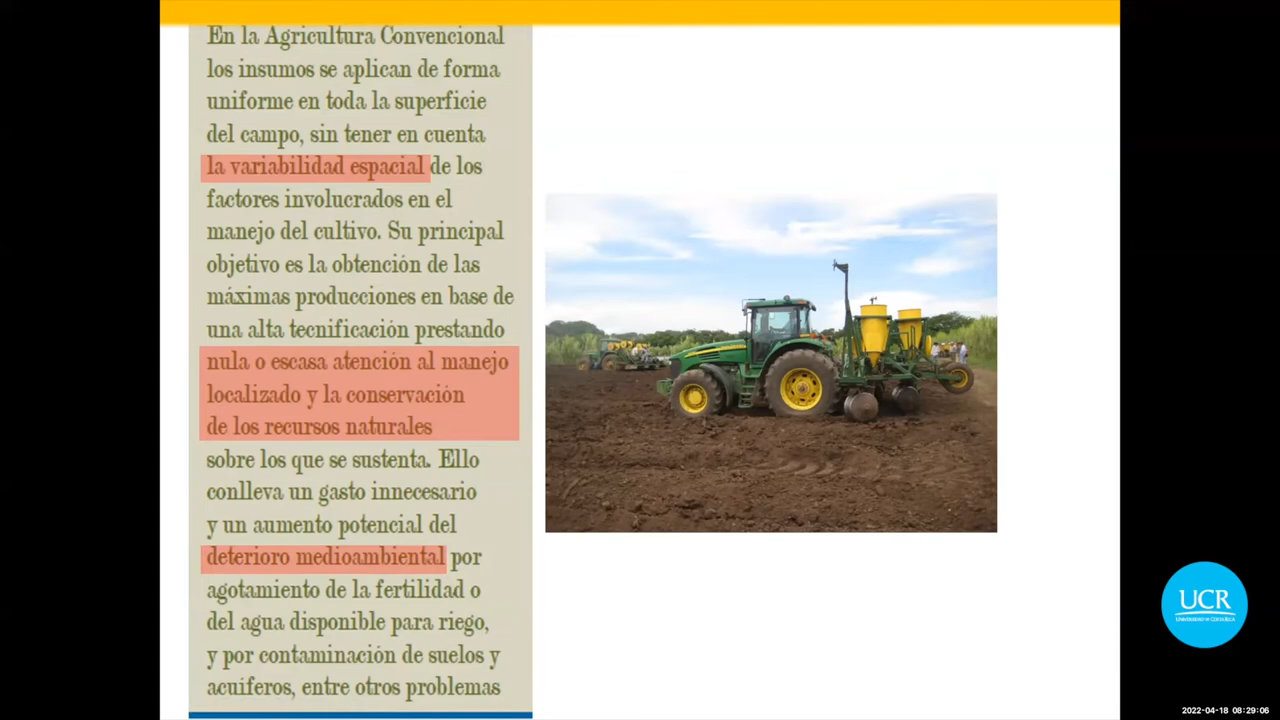 En la Agricultura Convencional
los insumos se aplican de forma
uniforme en toda la superficie
del campo, sin tener en cuenta
la variabilidad espacial de los
factores involucrados en el
manejo del cultivo. Su principal
objetivo es la obtención de las
máximas producciones en base de
una alta tecnificación prestando
nula o escasa atención al manejo
localizado y la conservación
de los recursos naturales
sobre los que se sustenta. Ello
conlleva un gasto innecesario
y un aumento potencial del
deterioro medioambiental por
agotamiento de la fertilidad o
del agua disponible para riego,
y por contaminación de suelos y
acuíferos, entre otros problemas
UCR
UNIVERSIDAD DE COSTA RICA
2022-04-18 08:29:06